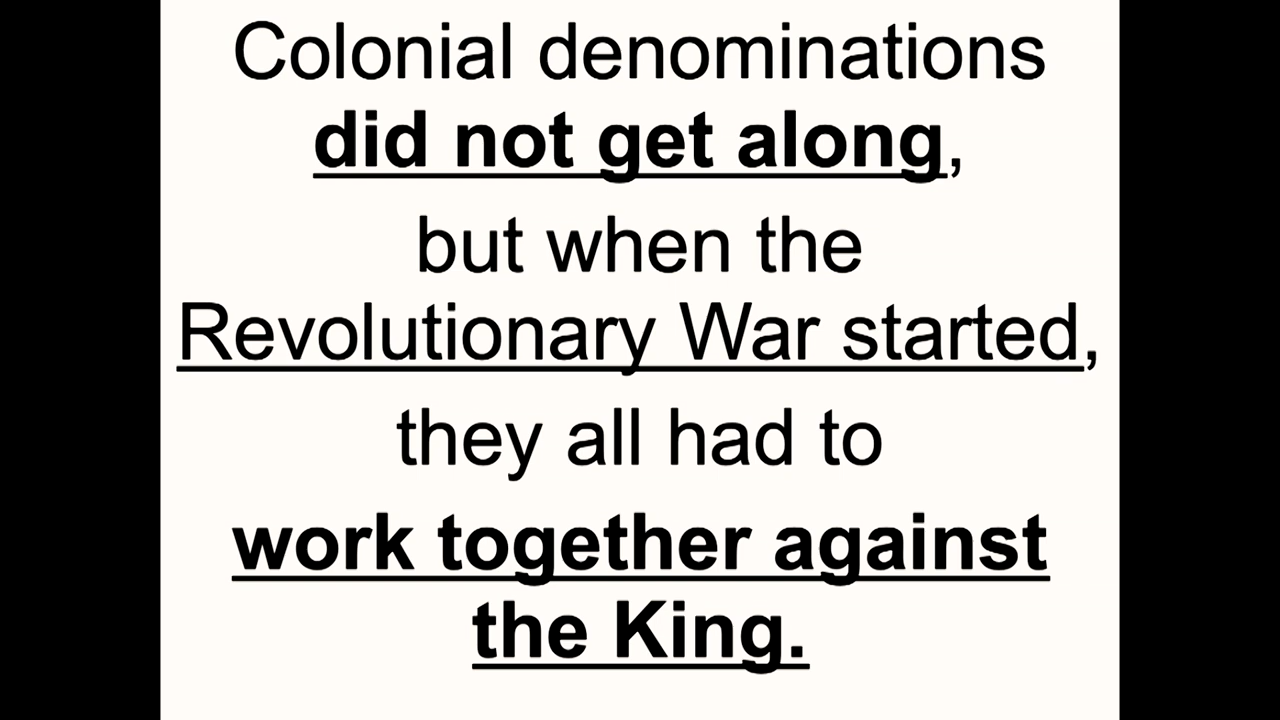 Colonial denominations
did not get along,
but when the
Revolutionary War started,
they all had to
work together against
the King.